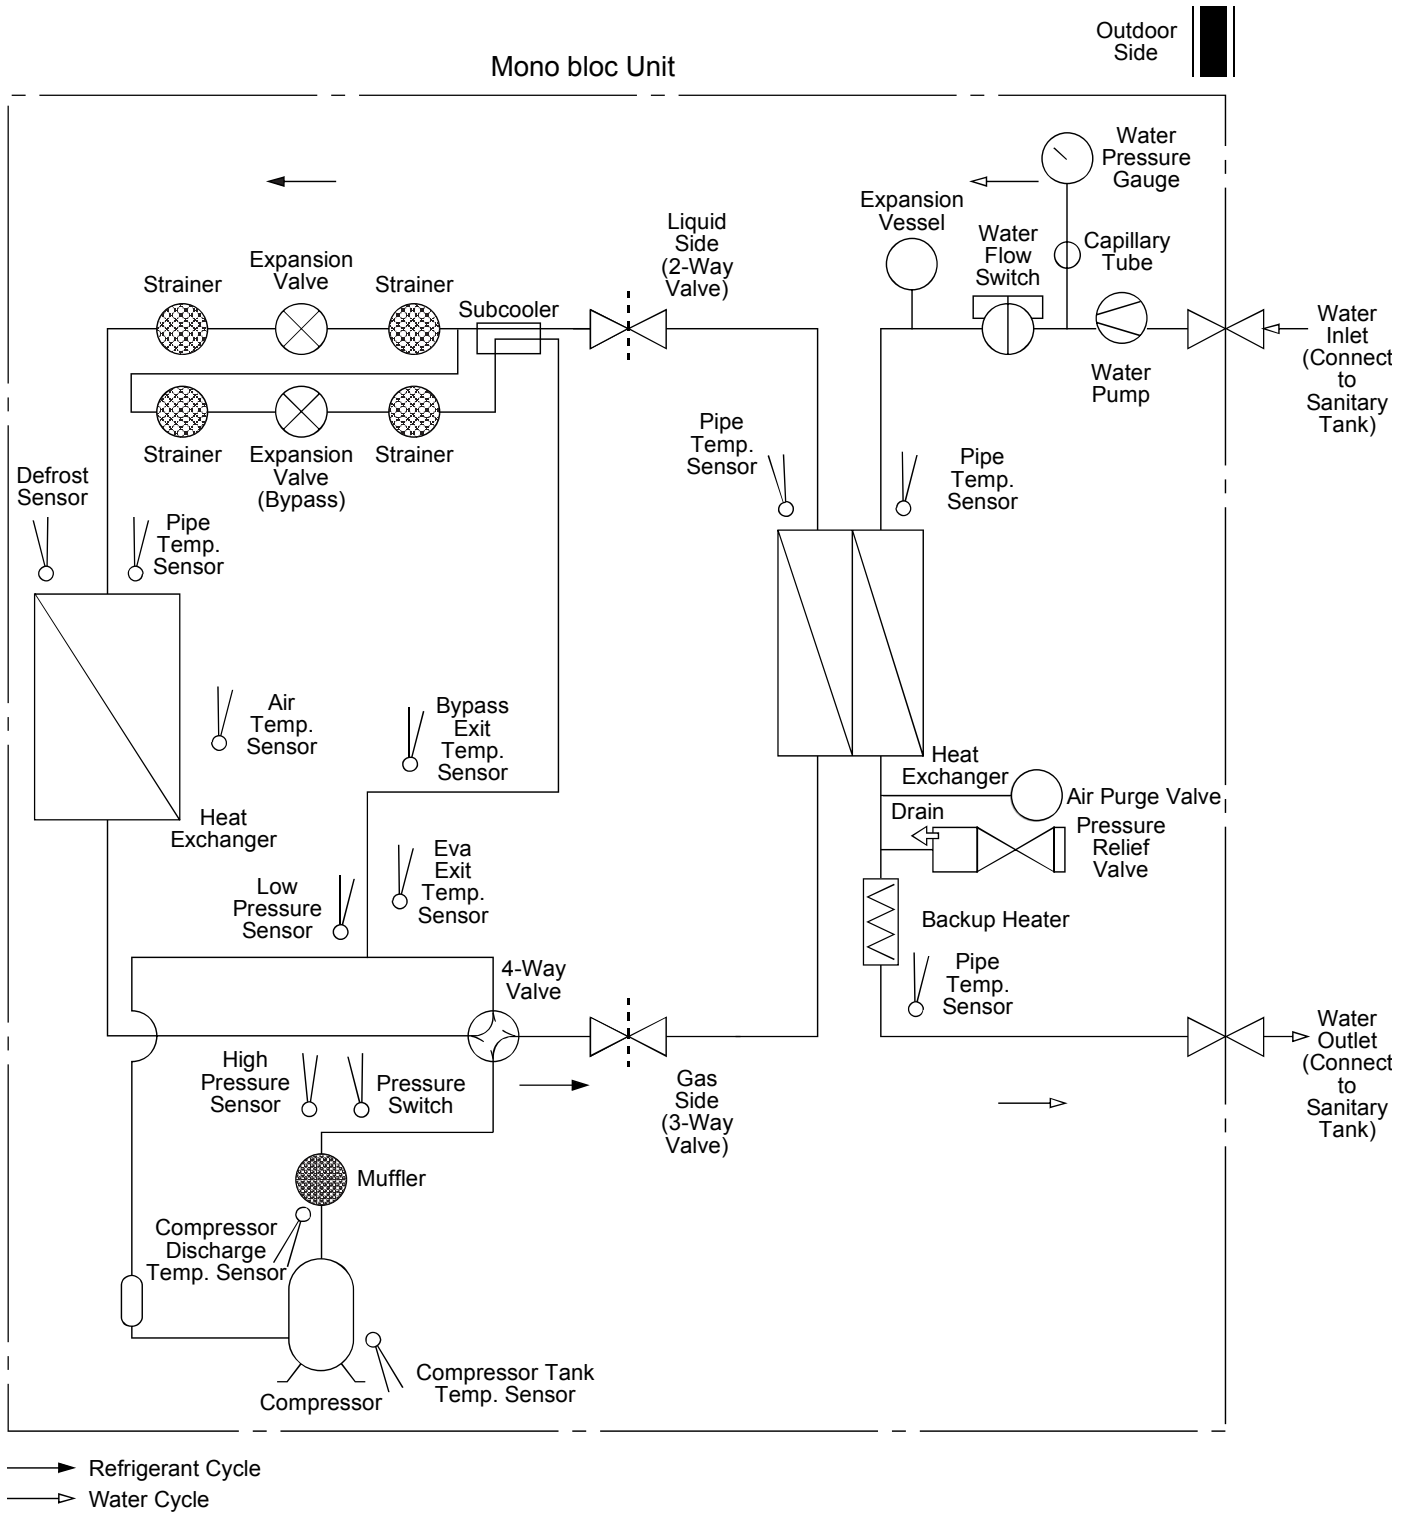 Outdoor
Side
Mono bloc Unit
Water
Pressure
Gauge
Expansion
Vessel
Water
Flow
Switch
Capillary
Tube
Liquid
Side
(2-Way
Valve)
Expansion
Valve
Strainer
Strainer
Subcooler
Water
Inlet
(Connect
to
Sanitary
Tank)
Water
Pump
Pipe
Temp.
Sensor
Pipe
Temp.
Sensor
Strainer
Expansion
Valve
(Bypass)
Strainer
Defrost
Sensor
Pipe
Temp.
Sensor
Air
Temp.
Sensor
Bypass
Exit
Temp.
Sensor
Heat
Exchanger
Heat
Exchanger
Air Purge Valve
Drain
Pressure
Relief
Valve
Eva
Exit
Temp.
Sensor
Low
Pressure
Sensor
Backup Heater
4-Way
Valve
Pipe
Temp.
Sensor
Water
Outlet
(Connect
to
Sanitary
Tank)
High
Pressure
Sensor
Pressure
Switch
Gas
Side
(3-Way
Valve)
Muffler
Compressor
Discharge
Temp. Sensor
Compressor Tank
Temp. Sensor
Compressor
Refrigerant Cycle
Water Cycle